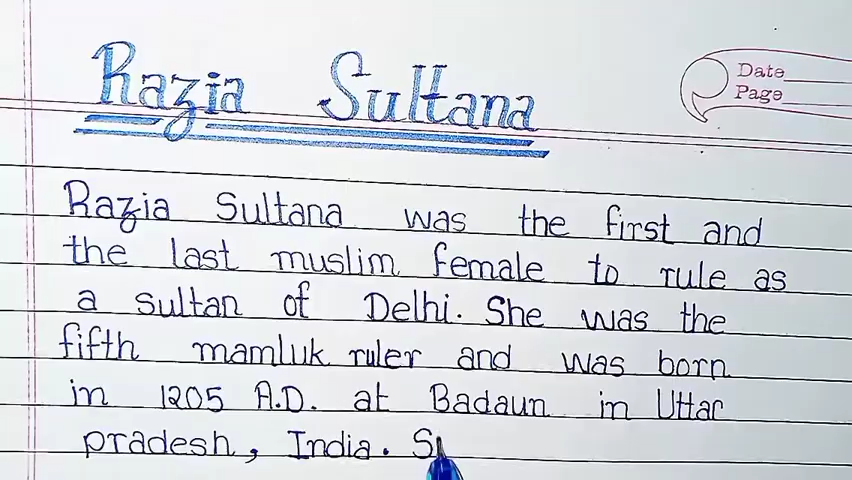 Razia Sultana
Date
Page
Razia Sultana was the first and
the last muslim female to rule as
a sultan of Delhi. She was the
fifth mamluk ruler and was born
in 1205 A.D. at Badaun in Uttar
pradesh, India. S